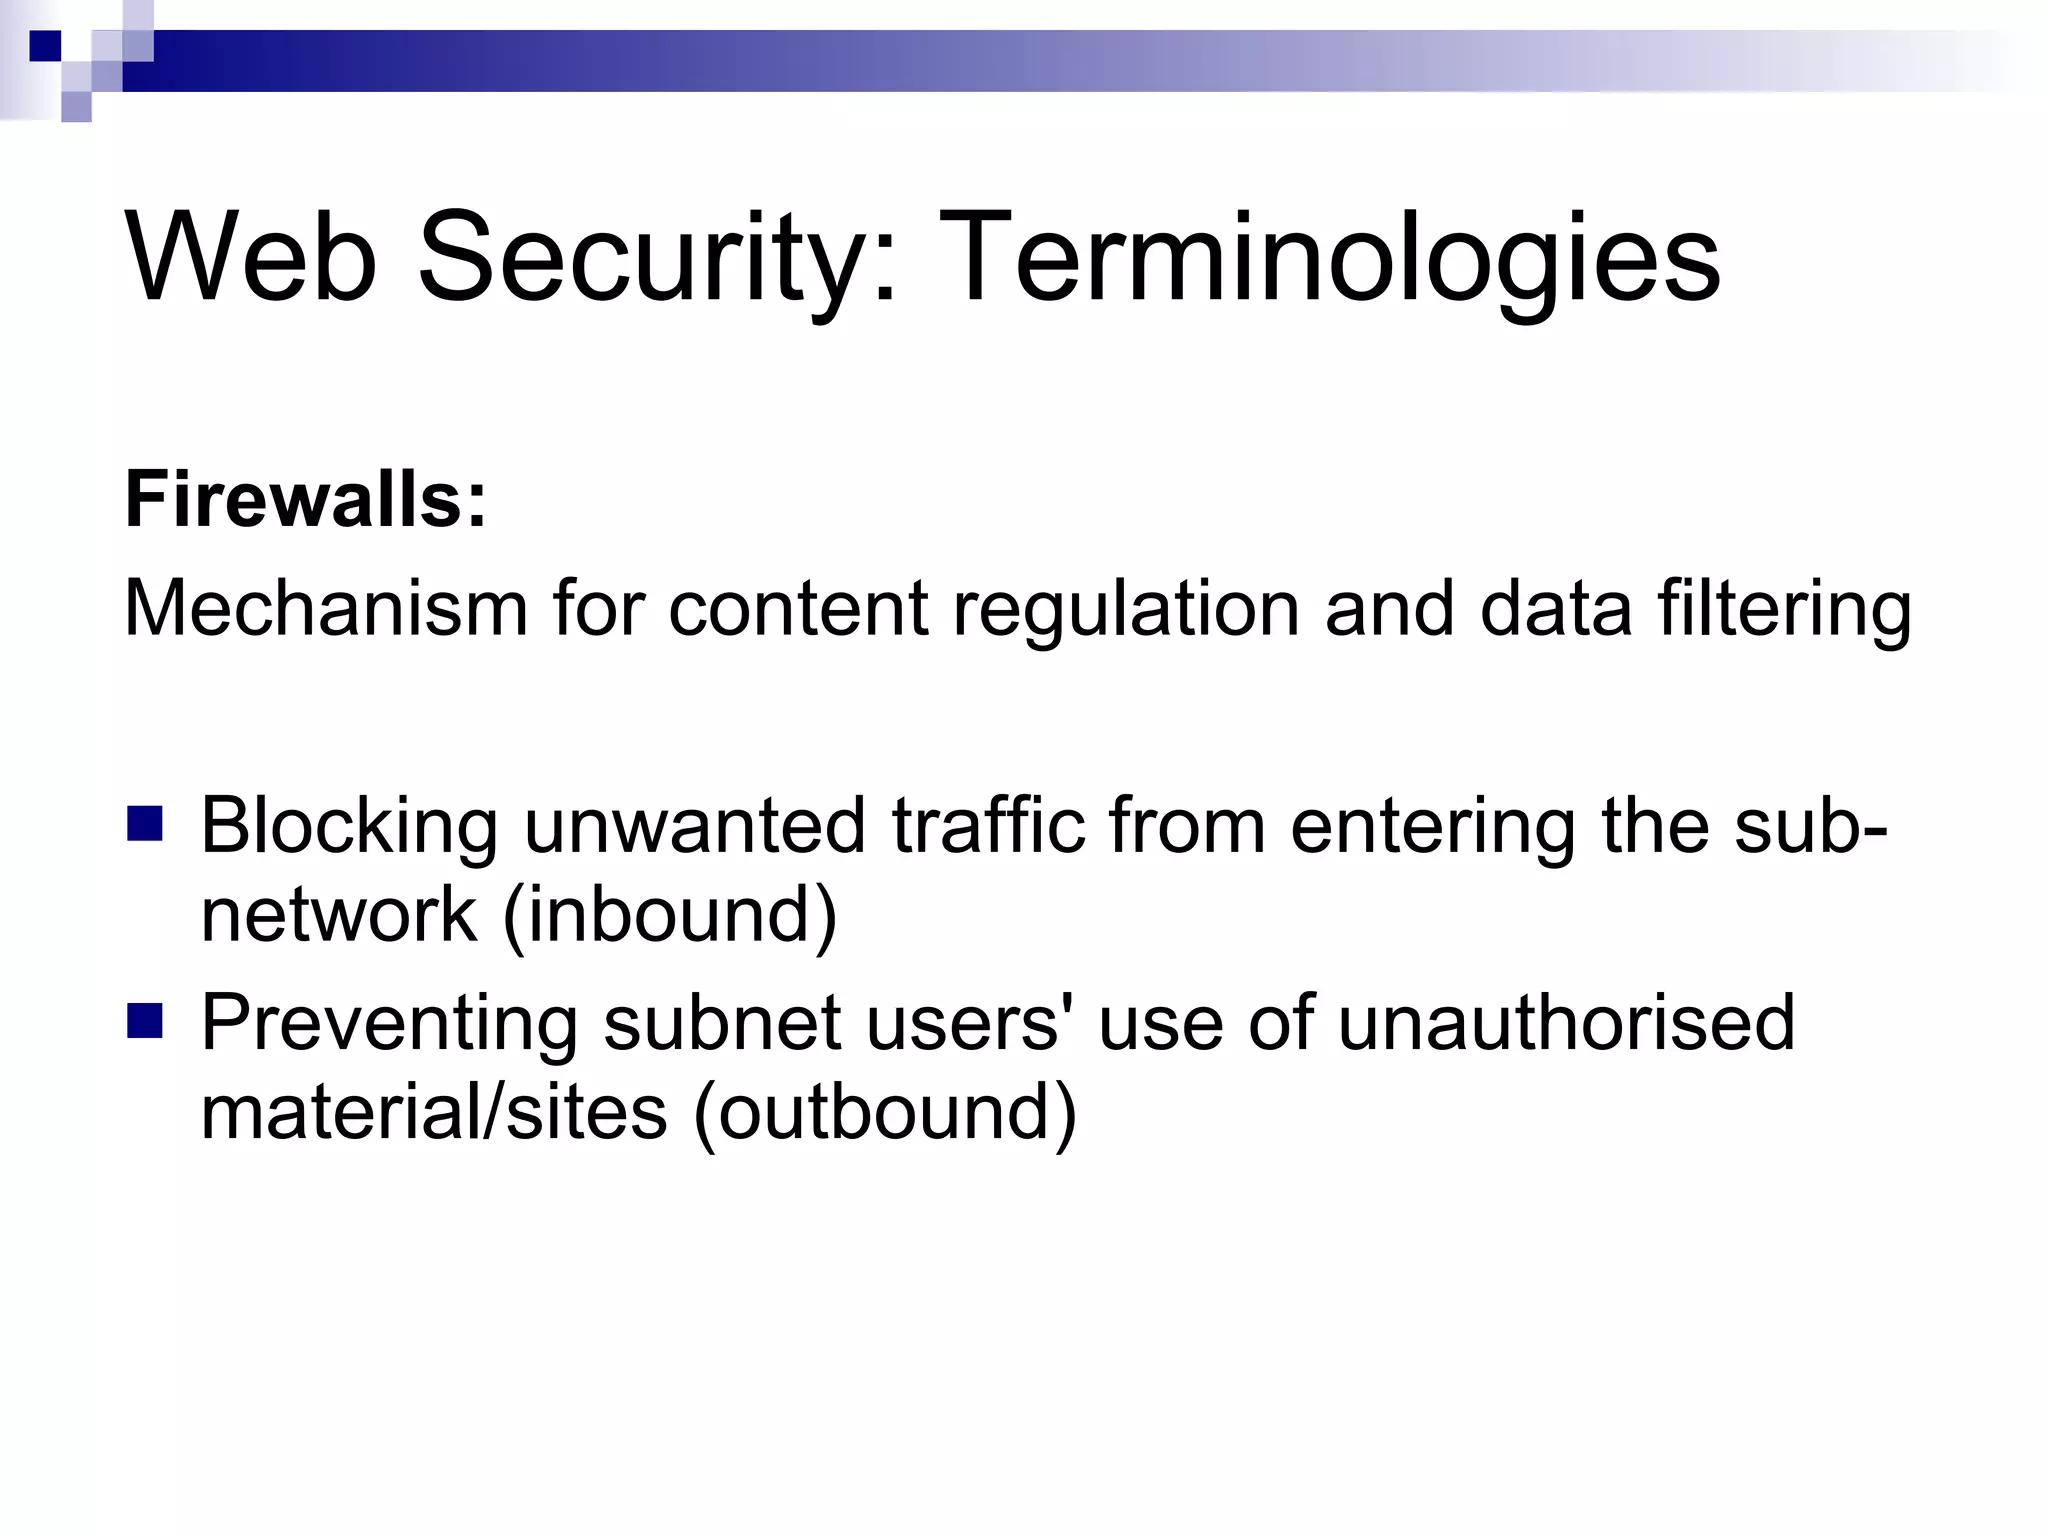 Web Security: Terminologies
Firewalls:
Mechanism for content regulation and data filtering
Blocking unwanted traffic from entering the sub-
network (inbound)
Preventing subnet users' use of unauthorised
material/sites (outbound)